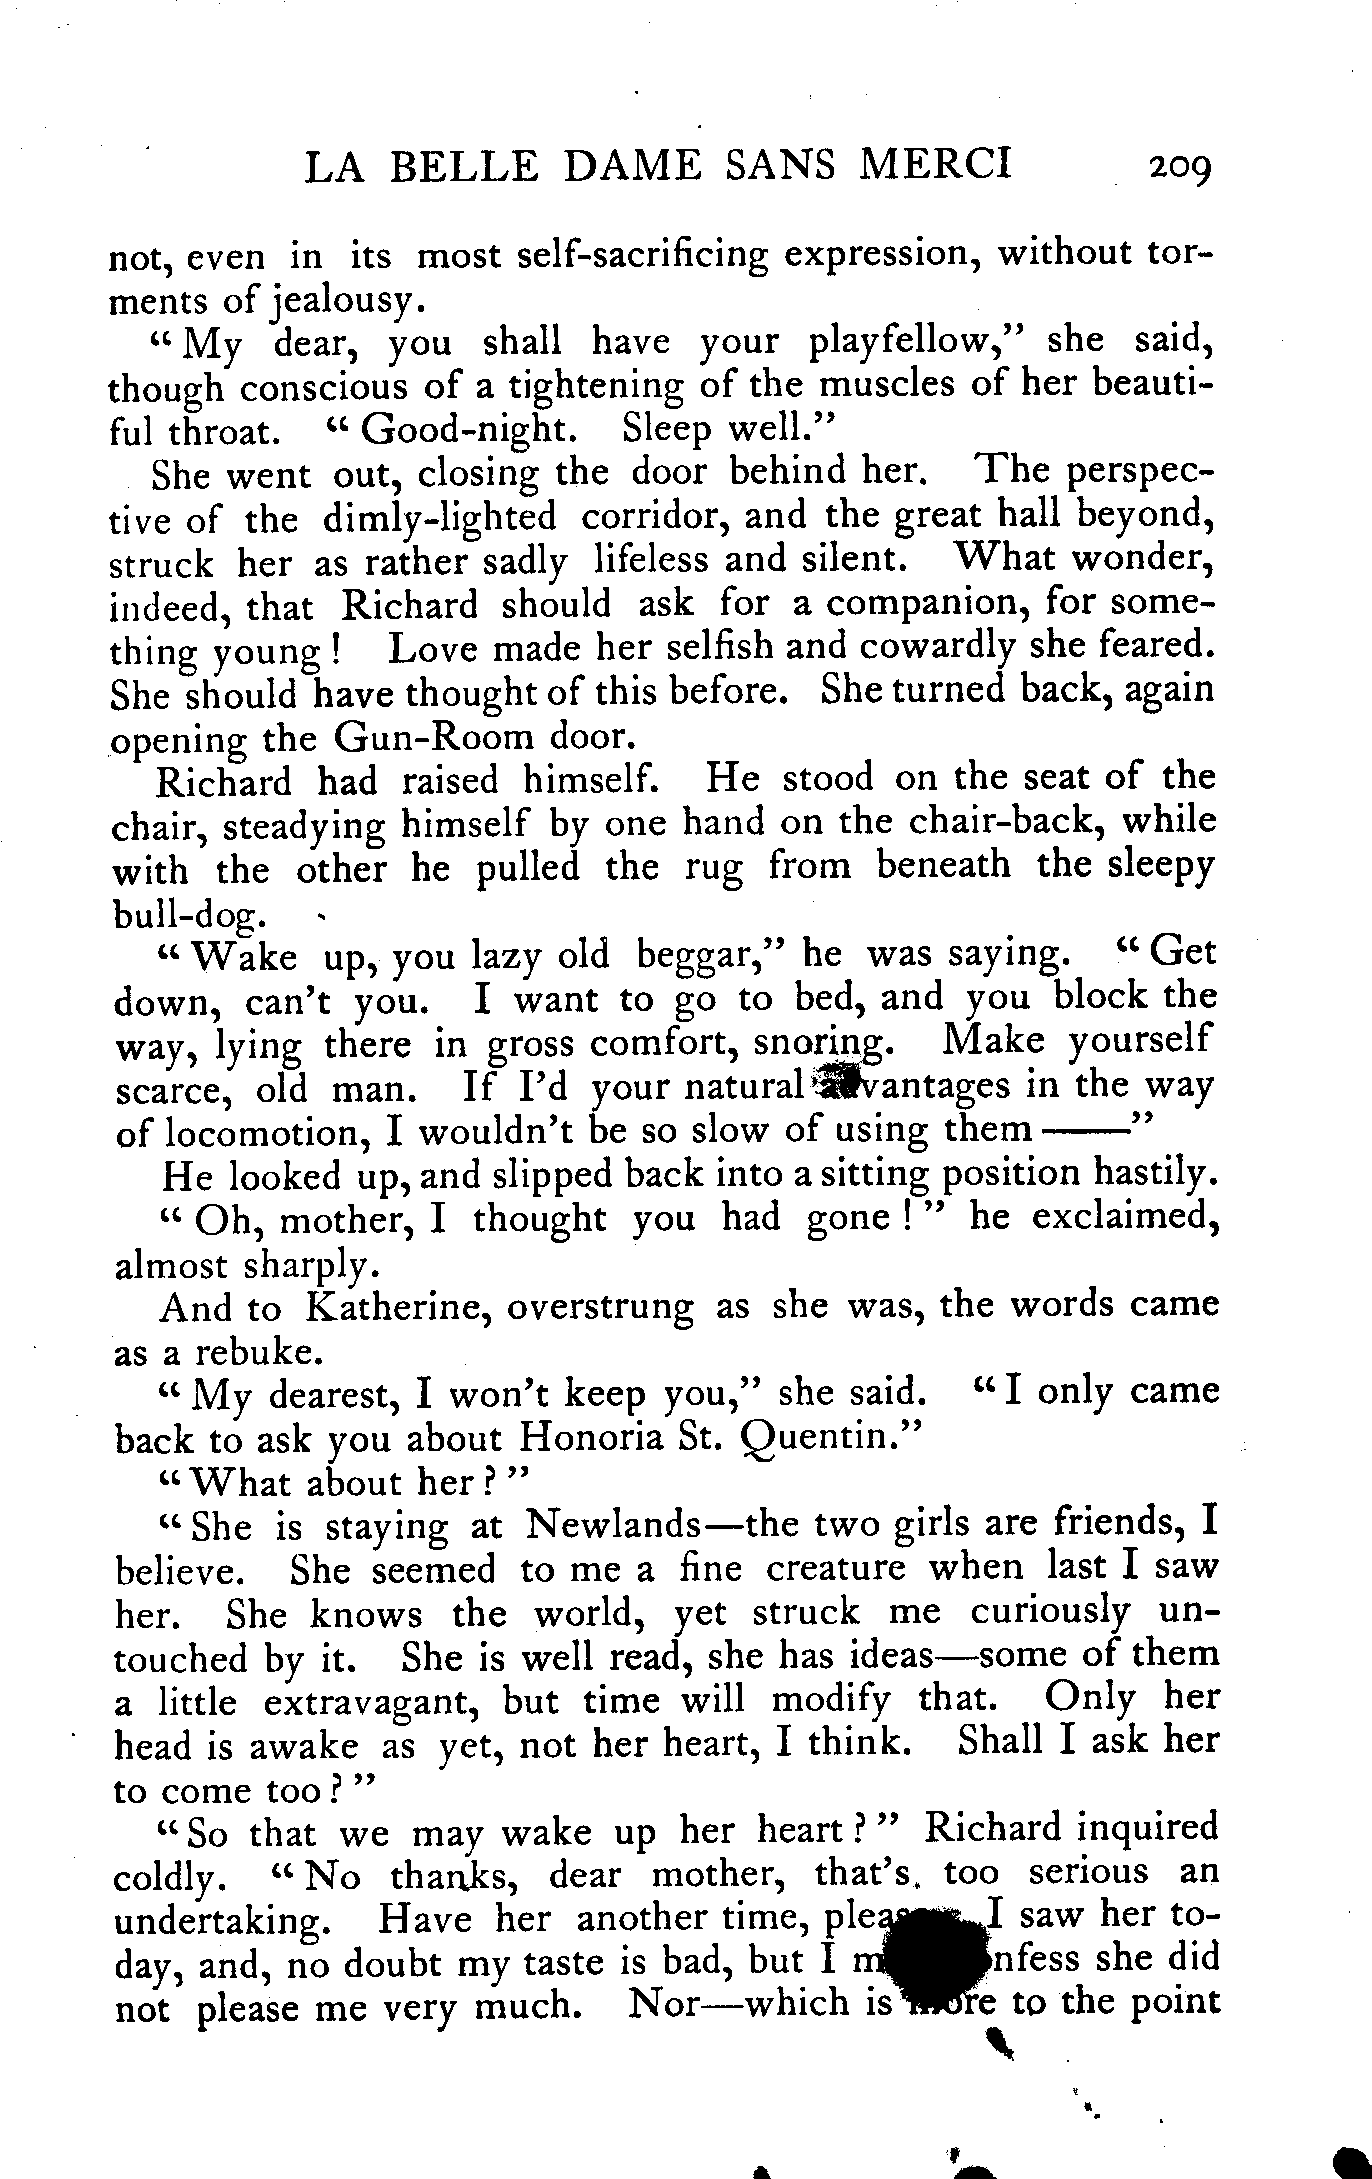 LA BELLE DAME SANS MERCI 209
not, even in its most self-sacrificing expression, without tor-
ments of jealousy.
“My dear, you shall have your playfellow,” she said,
though conscious of a tightening of the muscles of her beauti-
ful throat. “Good-night. Sleep well.”
She went out, closing the door behind her. The perspec-
tive of the dimly-lighted corridor, and the great hall beyond,
struck her as rather sadly lifeless and silent. What wonder,
indeed, that Richard should ask for a companion, for some-
thing young! Love made her selfish and cowardly she feared.
She should have thought of this before. She turned back, again
opening the Gun-Room door.
Richard had raised himself. He stood on the seat of the
chair, steadying himself by one hand on the chair-back, while
with the other he pulled the rug from beneath the sleepy
bull-dog.
“Wake up, you lazy old beggar,” he was saying. “Get
down, can’t you. I want to go to bed, and you block the
way, lying there in gross comfort, snoring. Make yourself
scarce, old man. If I’d your natural advantages in the way
of locomotion, I wouldn’t be so slow of using them——”
He looked up, and slipped back into a sitting position hastily.
“Oh, mother, I thought you had gone!” he exclaimed,
almost sharply.
And to Katherine, overstrung as she was, the words came
as a rebuke.
“My dearest, I won’t keep you,” she said. “I only came
back to ask you about Honoria St. Quentin.”
“What about her?”
“She is staying at Newlands—the two girls are friends, I
believe. She seemed to me a fine creature when last I saw
her. She knows the world, yet struck me curiously un-
touched by it. She is well read, she has ideas—some of them
a little extravagant, but time will modify that. Only her
head is awake as yet, not her heart, I think. Shall I ask her
to come too?”
“So that we may wake up her heart?” Richard inquired
coldly. “No thanks, dear mother, that’s too serious an
undertaking. Have her another time, I saw her to-
day, and, no doubt my taste is bad, but I she did
not please me very much. Nor—which is more to the point